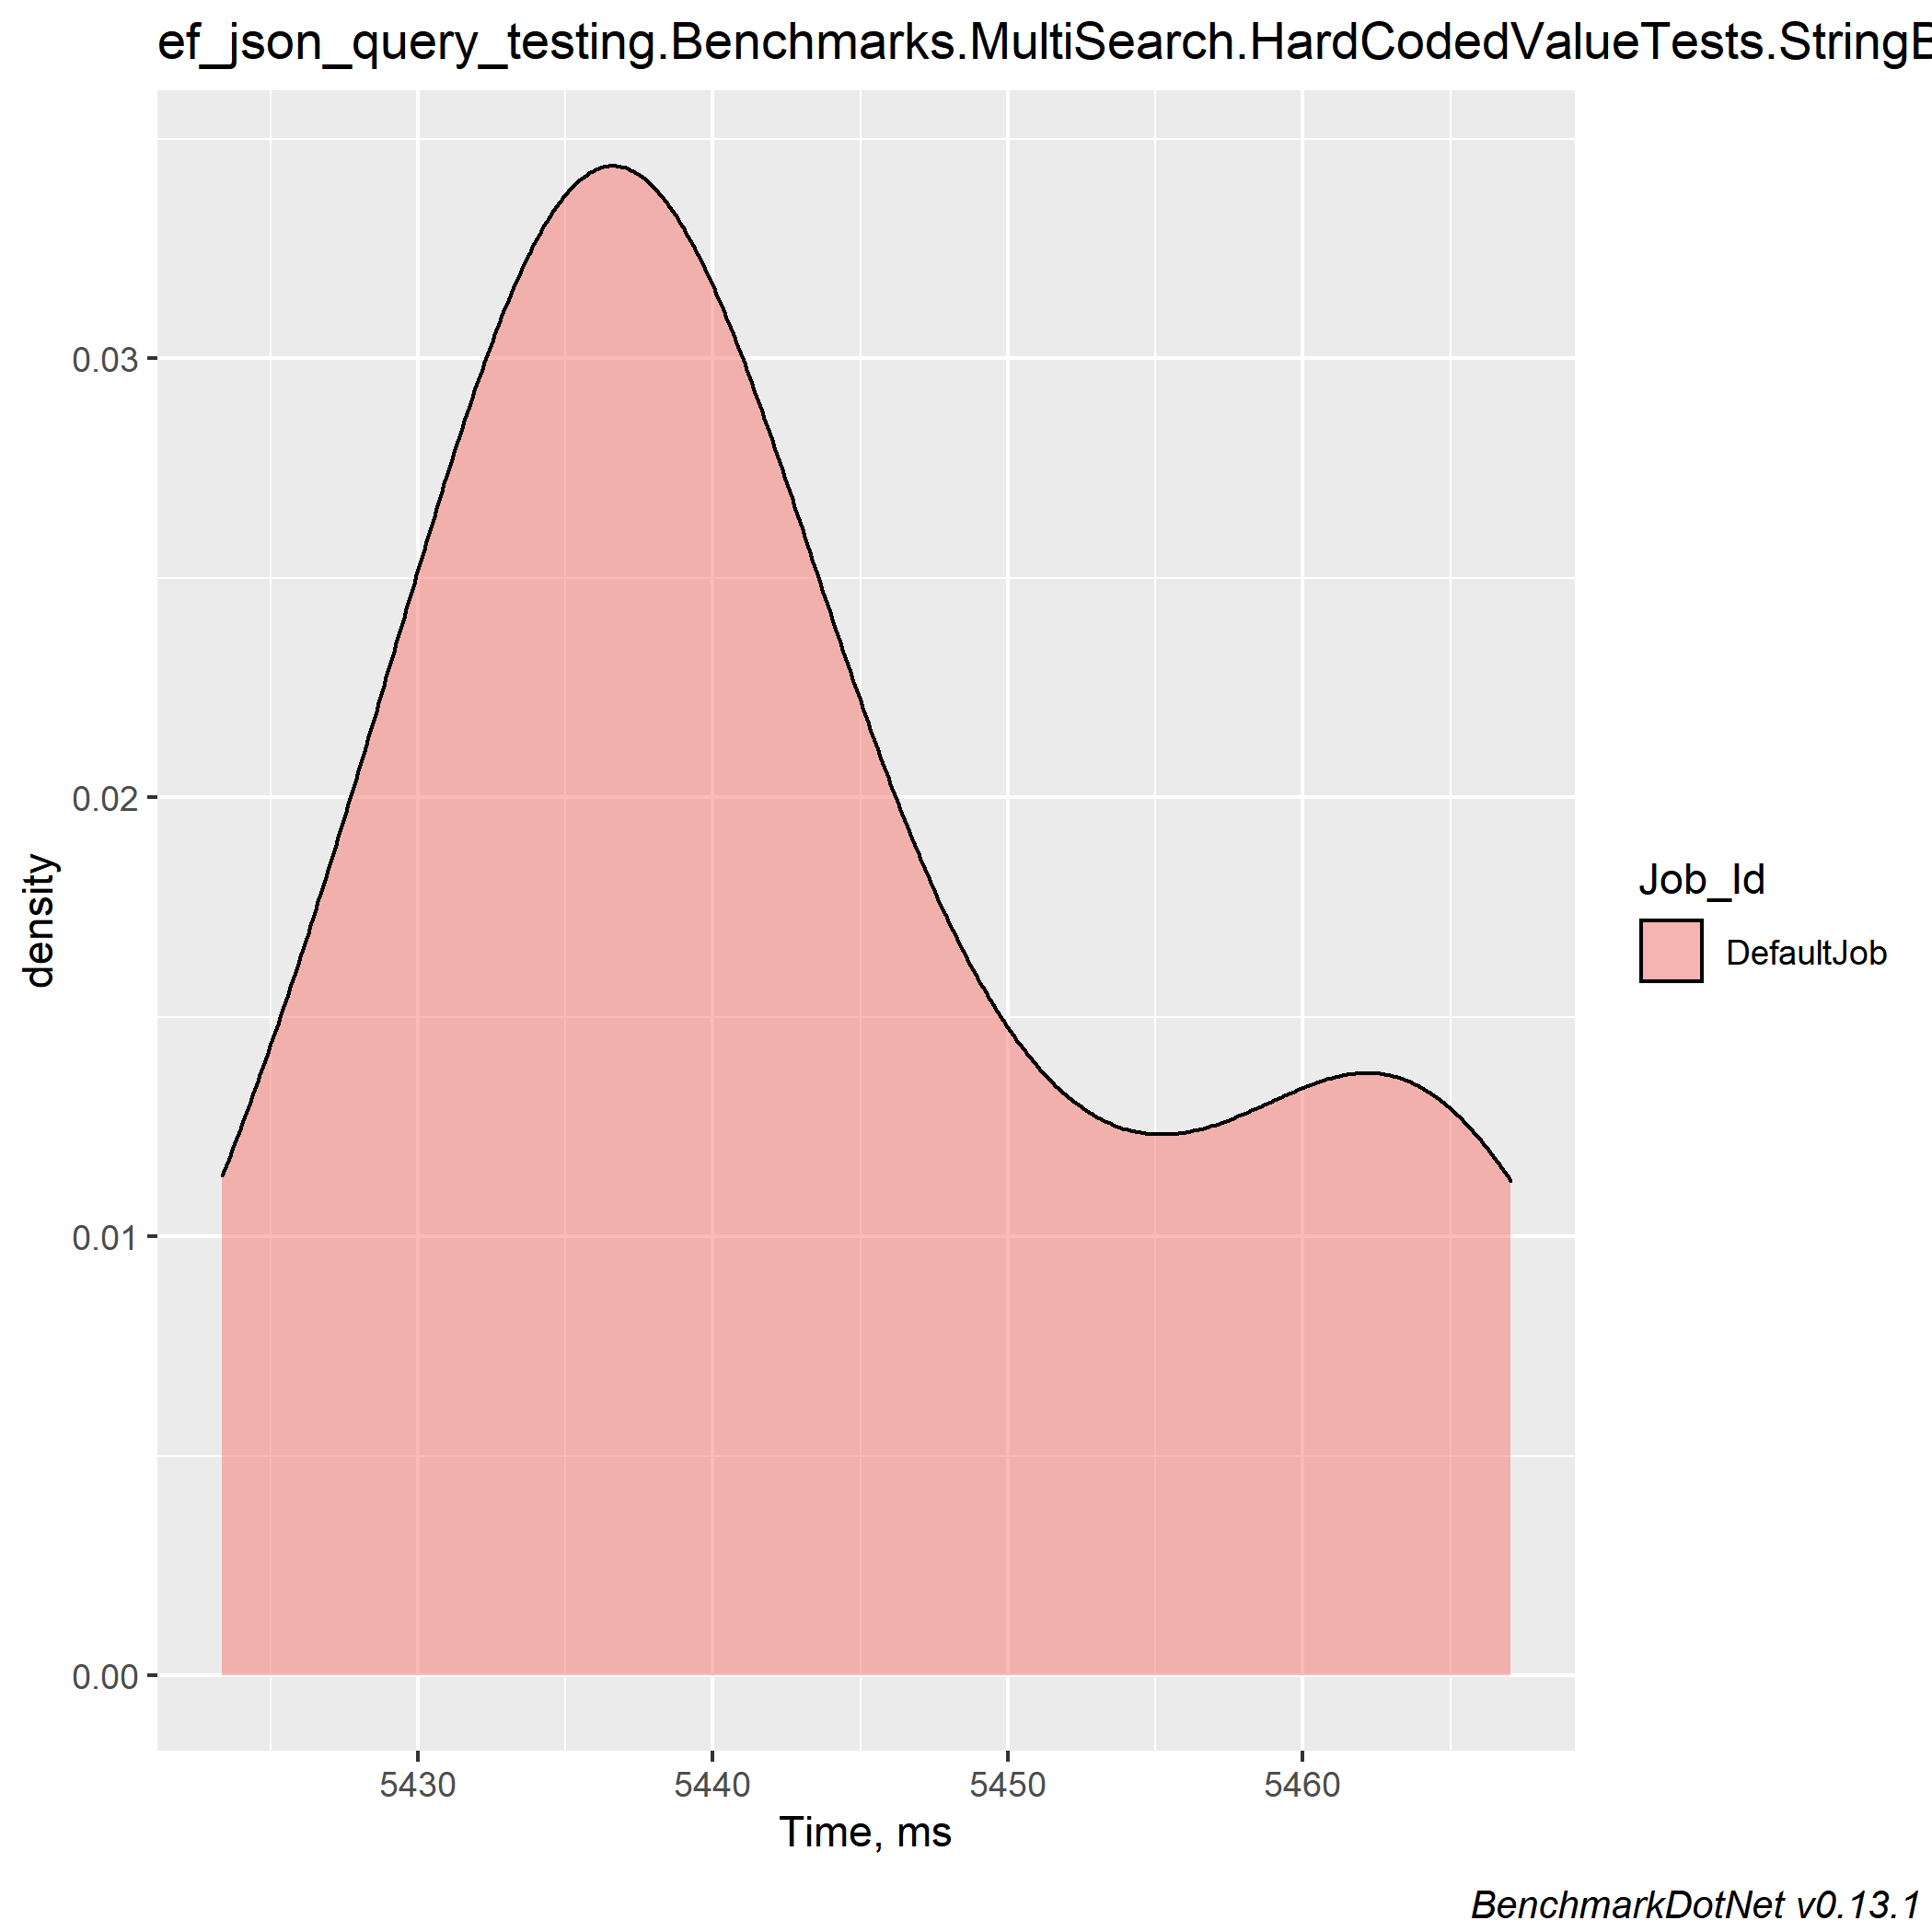 ef_json_query_testing.Benchmarks.MultiSearch.HardCodedValueTests.StringB
0.03
0.02
0.01
0.00
density
5430 5440 5450 5460
Time, ms
Job_Id
DefaultJob
BenchmarkDotNet v0.13.1